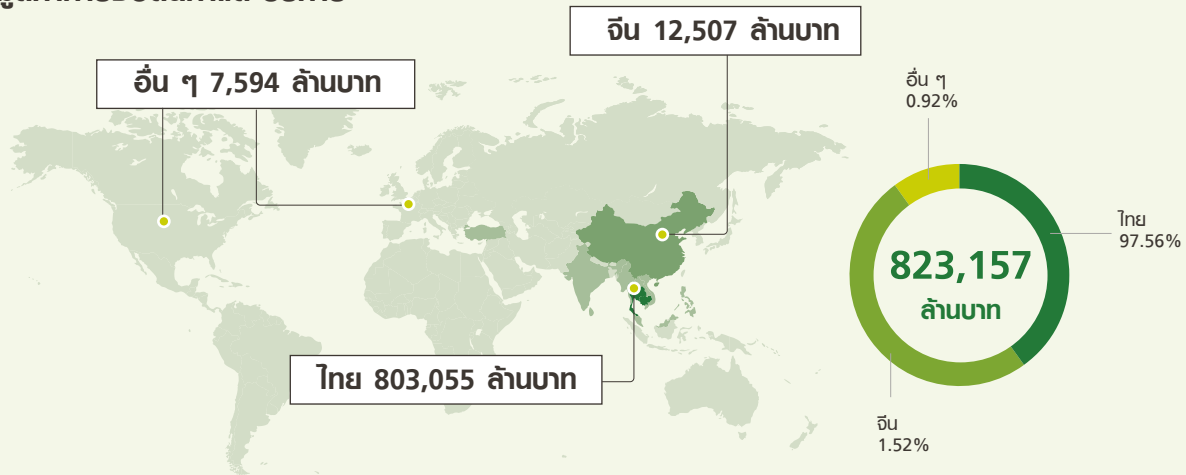 จีน 12,507 ล้านบาท
อื่น ๆ 7,594 ล้านบาท
ไทย 803,055 ล้านบาท
อื่น ๆ
0.92%
ไทย
97.56%
823,157
ล้านบาท
จีน
1.52%